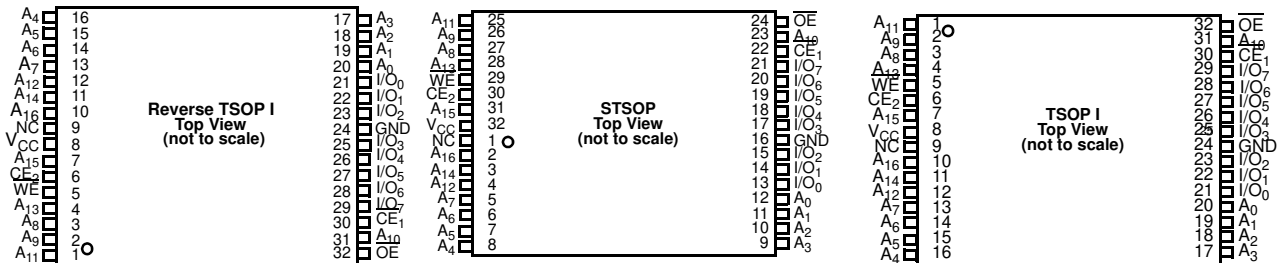 A4 16
A5 15
A6 14
A7 13
A12 12
A14 11
A16 10
NC 9
VCC 8
A15 7
CE2 6
WE 5
A13 4
A8 3
A9 2
A11 1
Reverse TSOP I
Top View
(not to scale)
17 A3
18 A2
19 A1
20 A0
21 I/O0
22 I/O1
23 I/O2
24 GND
25 I/O3
26 I/O4
27 I/O5
28 I/O6
29 I/O7
30 CE1
31 A10
32 OE
A11 25
A9 26
A8 27
A13 28
WE 29
CE2 30
A15 31
VCC 32
NC 1
A16 2
A14 3
A12 4
A7 5
A6 6
A5 7
A4 8
STSOP
Top View
(not to scale)
24 OE
23 A10
22 CE1
21 I/O7
20 I/O6
19 I/O5
18 I/O4
17 I/O3
16 GND
15 I/O2
14 I/O1
13 I/O0
12 A0
11 A1
10 A2
9 A3
A11 1
A9 2
A8 3
A13 4
WE 5
CE2 6
A15 7
VCC 8
NC 9
A16 10
A14 11
A12 12
A7 13
A6 14
A5 15
A4 16
TSOP I
Top View
(not to scale)
32 OE
31 A10
30 CE1
29 I/O7
28 I/O6
27 I/O5
26 I/O4
25 I/O3
24 GND
23 I/O2
22 I/O1
21 I/O0
20 A0
19 A1
18 A2
17 A3